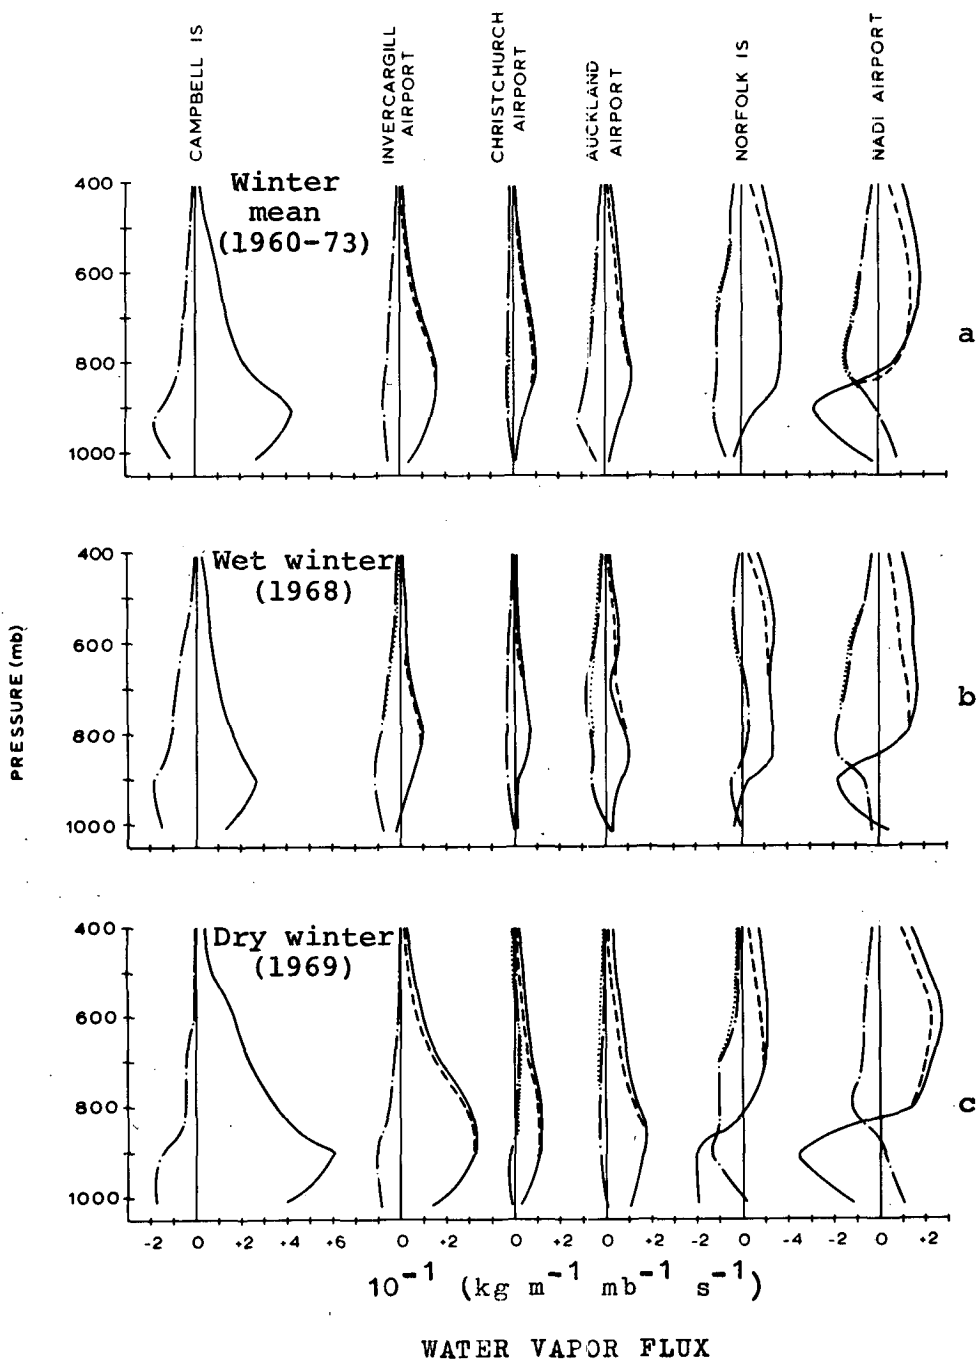 CAMPBELL IS
INVERCARGILL
AIRPORT
CHRISTCHURCH
AIRPORT
AUCKLAND
AIRPORT
NORFOLK IS
NADI AIRPORT
Winter
mean
(1960-73)
400
600
800
1000
a
Wet winter
(1968)
400
600
800
1000
b
PRESSURE (mb)
Dry winter
(1969)
400
600
800
1000
c
-2 0 +2 +4 +6 0 +2 0 0 +2 -2 0 -4 -2 0 +2
10⁻¹ (kg m⁻¹ mb⁻¹ s⁻¹)
WATER VAPOR FLUX